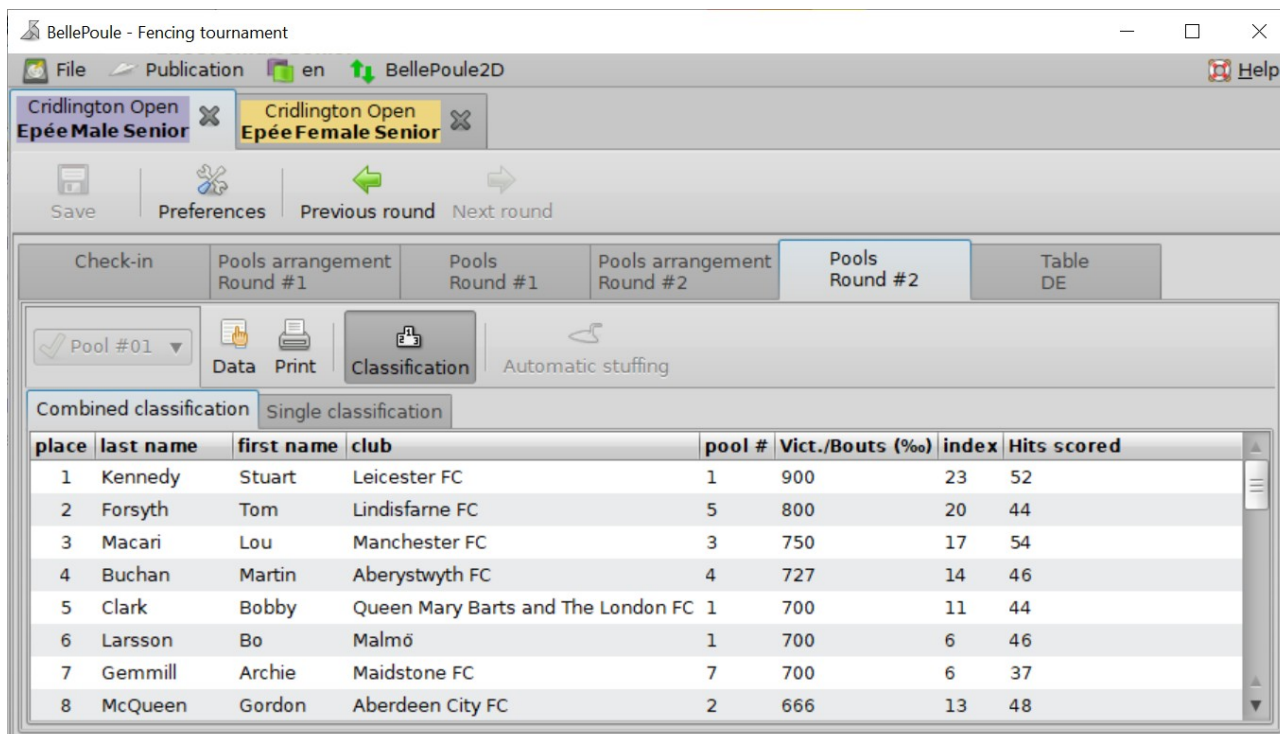 BellePoule - Fencing tournament
File Publication en BellePoule2D Help
Cridlington Open Cridlington Open
Epée Male Senior Epée Female Senior
Save Preferences Previous round Next round
Check-in Pools arrangement Pools Pools arrangement Pools Table
Round #1 Round #1 Round #2 Round #2 DE
Pool #01 Data Print Classification Automatic stuffing
Combined classification Single classification
place last name first name club pool # Vict./Bouts (‰) index Hits scored
1 Kennedy Stuart Leicester FC 1 900 23 52
2 Forsyth Tom Lindisfarne FC 5 800 20 44
3 Macari Lou Manchester FC 3 750 17 54
4 Buchan Martin Aberystwyth FC 4 727 14 46
5 Clark Bobby Queen Mary Barts and The London FC 1 700 11 44
6 Larsson Bo Malmö 1 700 6 46
7 Gemmill Archie Maidstone FC 7 700 6 37
8 McQueen Gordon Aberdeen City FC 2 666 13 48